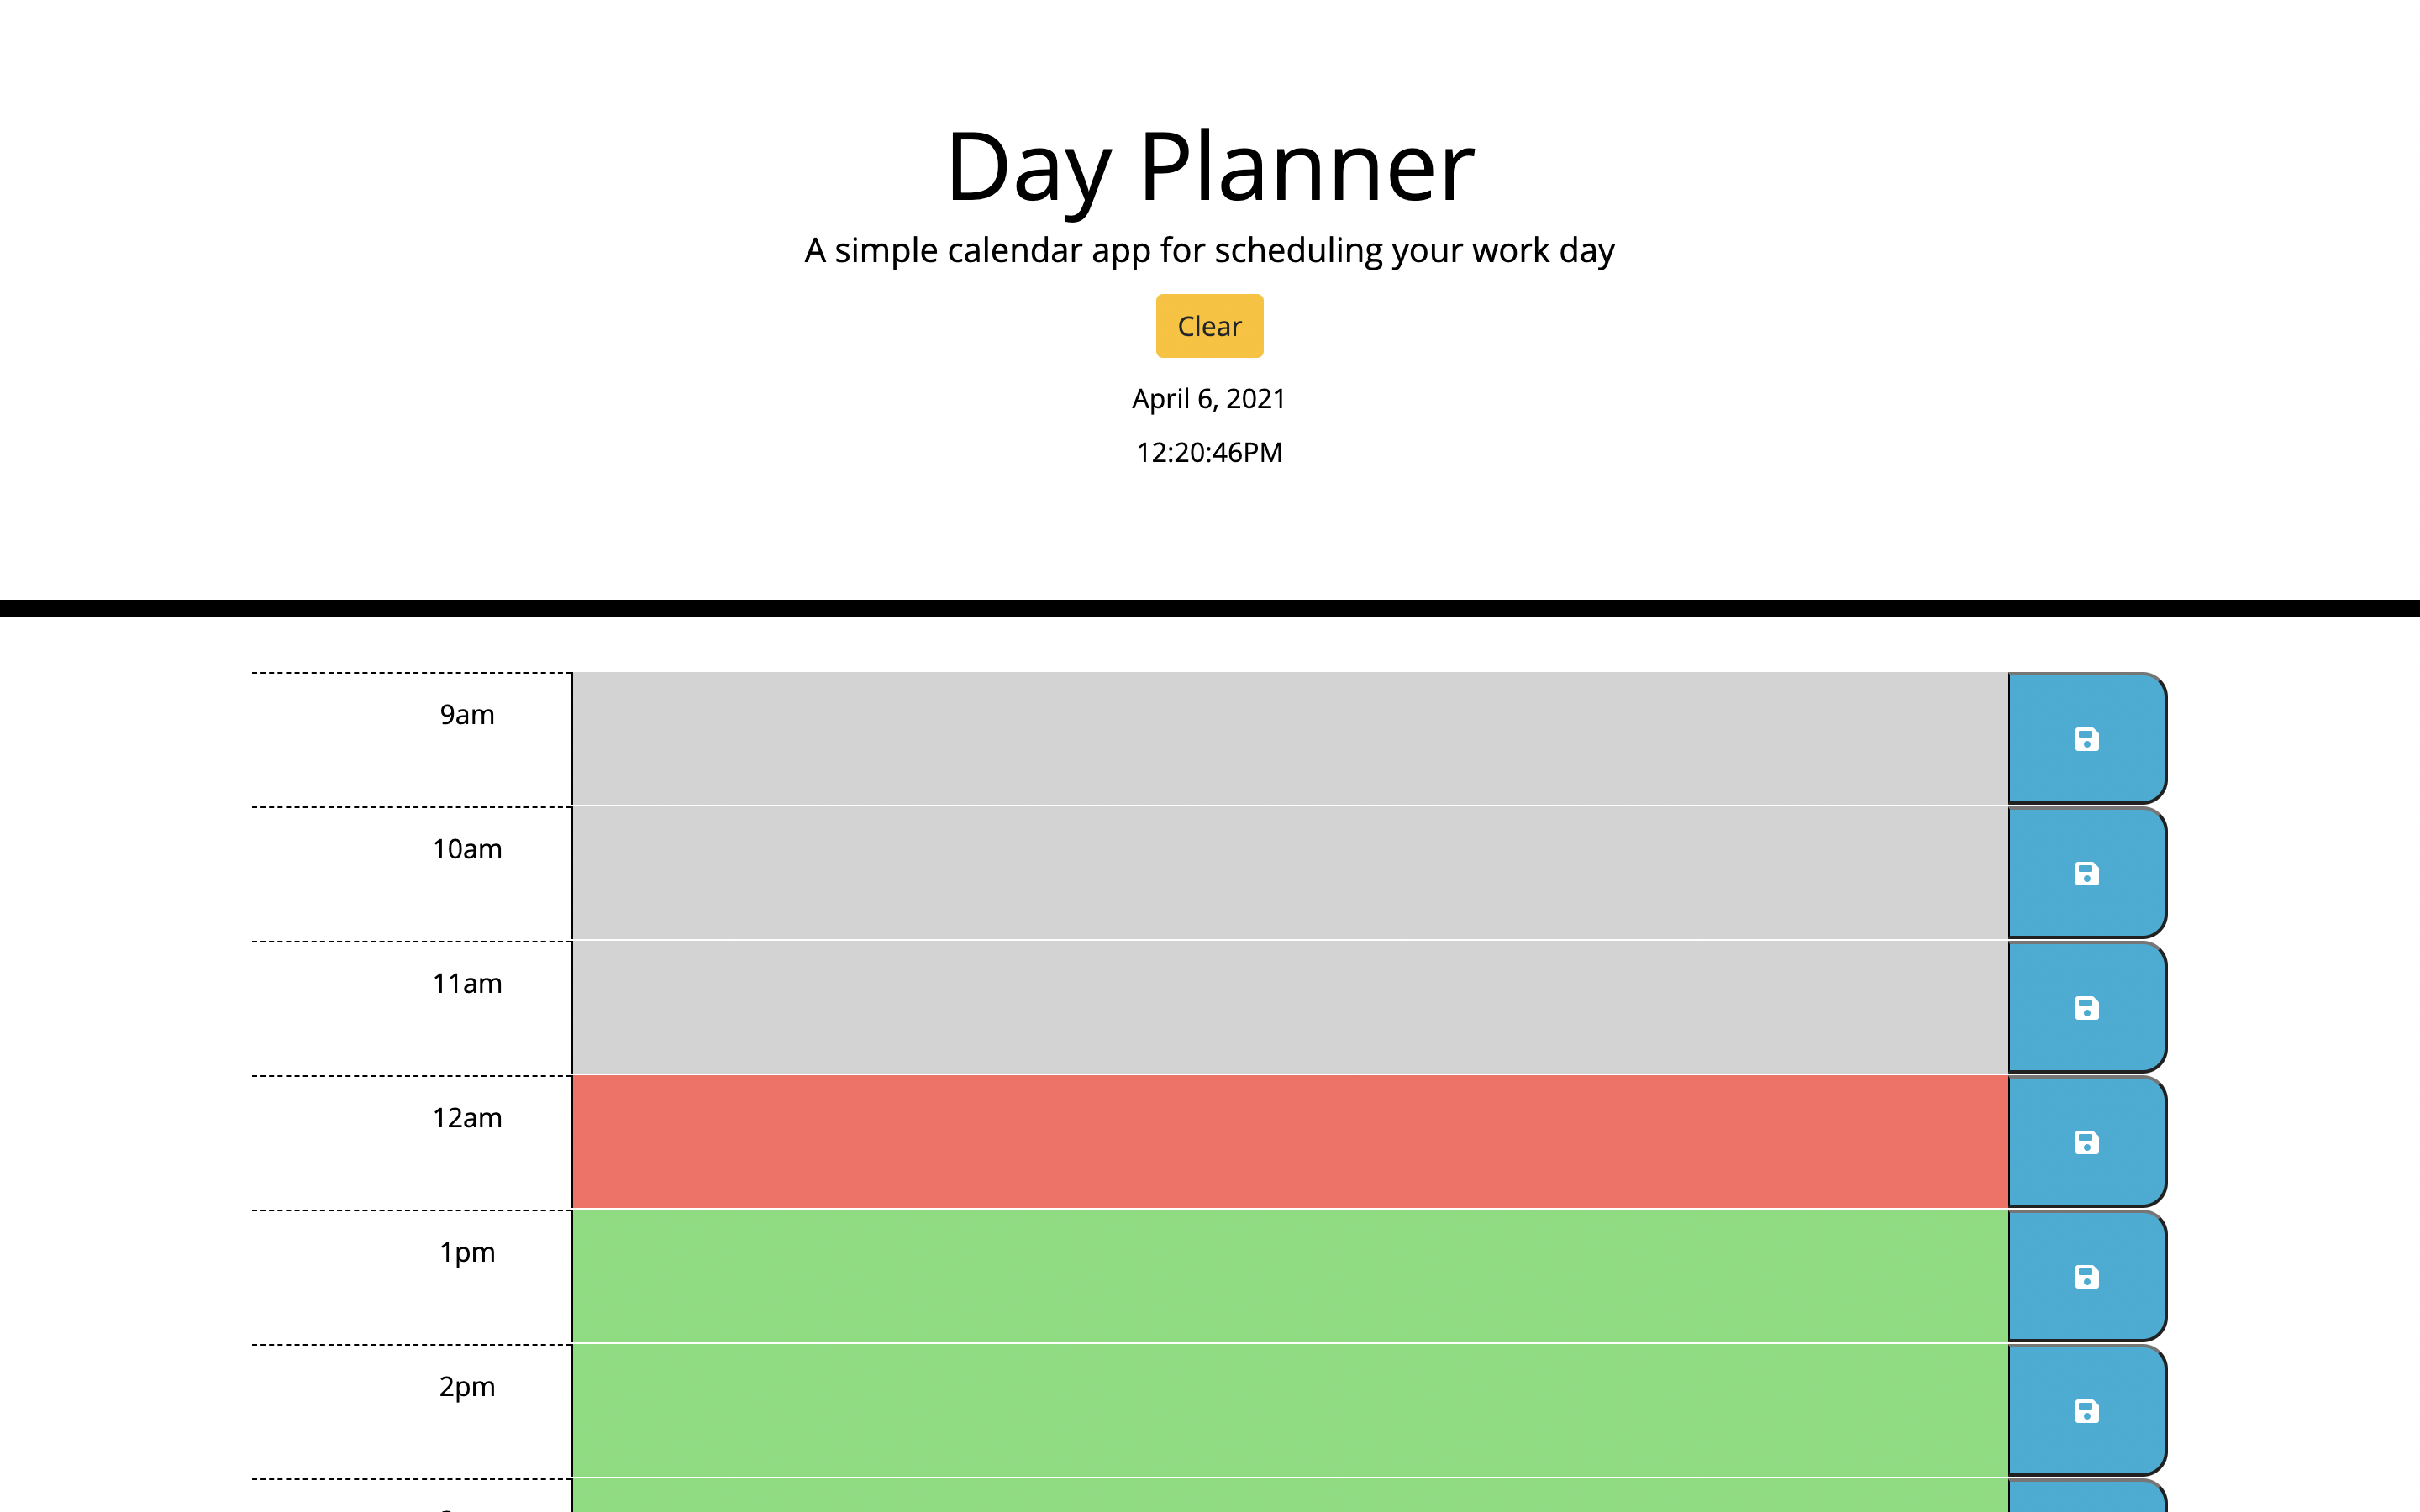 Day Planner
A simple calendar app for scheduling your work day
Clear
April 6, 2021
12:20:46PM
9am
10am
11am
12am
1pm
2pm